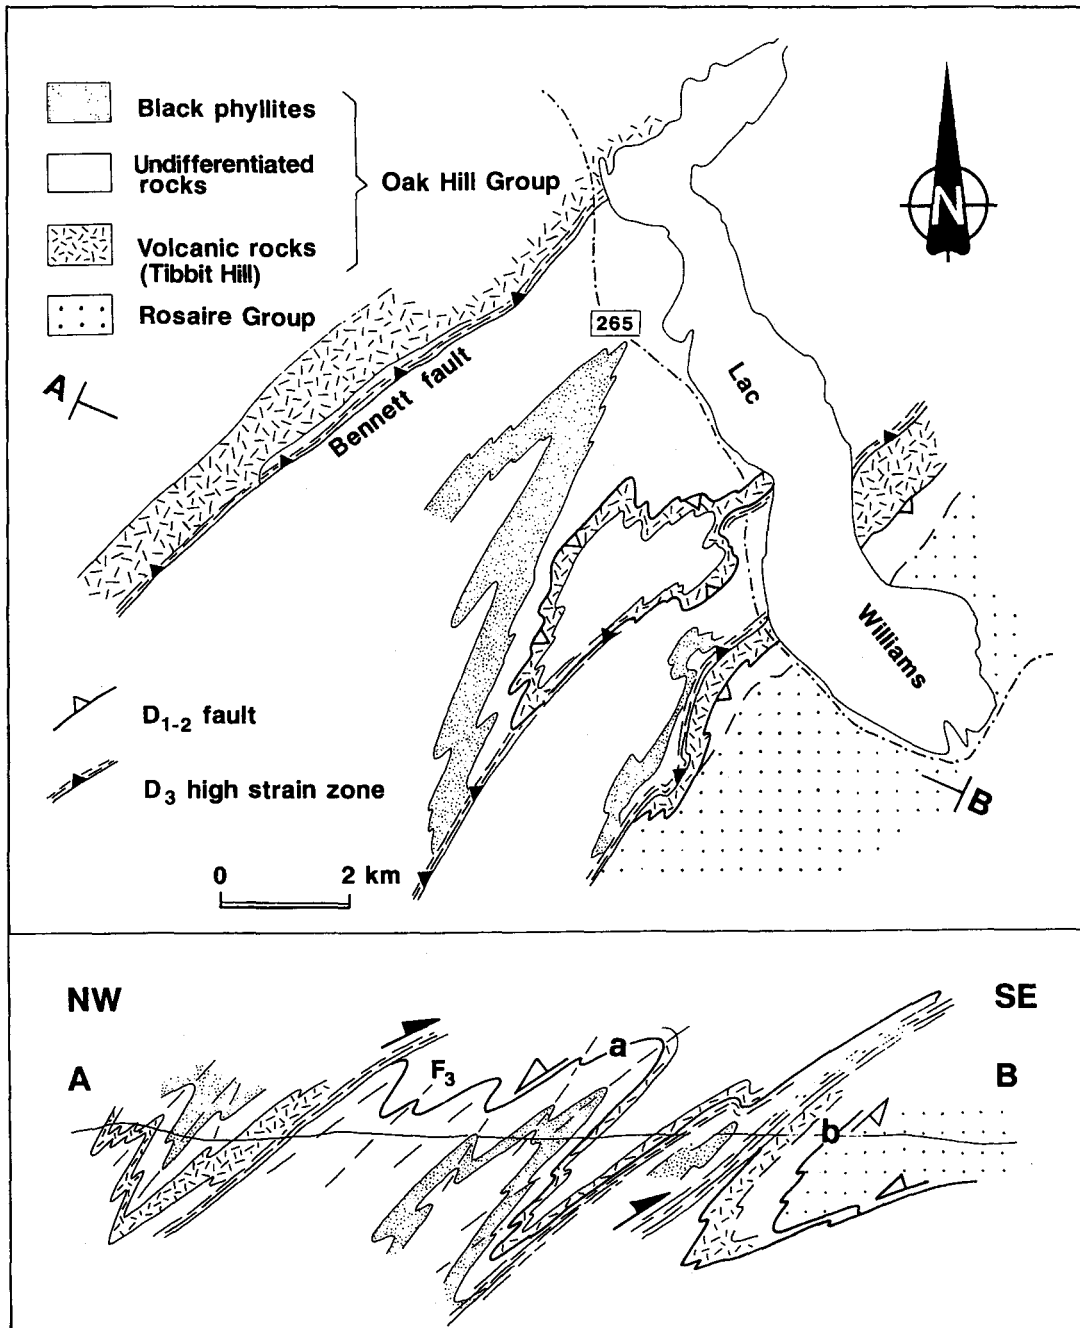 Black phyllites
Undifferentiated
rocks
Oak Hill Group
Volcanic rocks
(Tibbit Hill)
Rosaire Group
N
265
A
Bennett fault
Lac
Williams
D1-2 fault
D3 high strain zone
B
0 2 km
NW
SE
A
F3
a
B
b